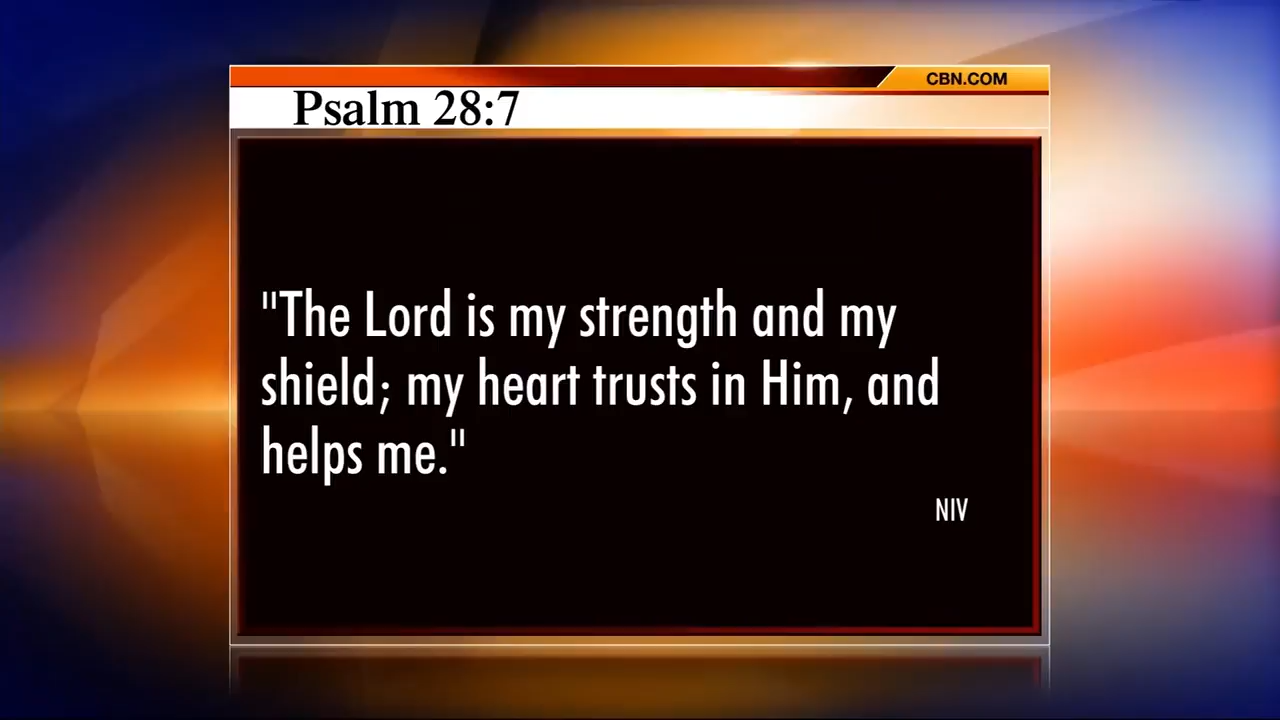 CBN.COM
Psalm 28:7
"The Lord is my strength and my
shield; my heart trusts in Him, and
helps me."
NIV